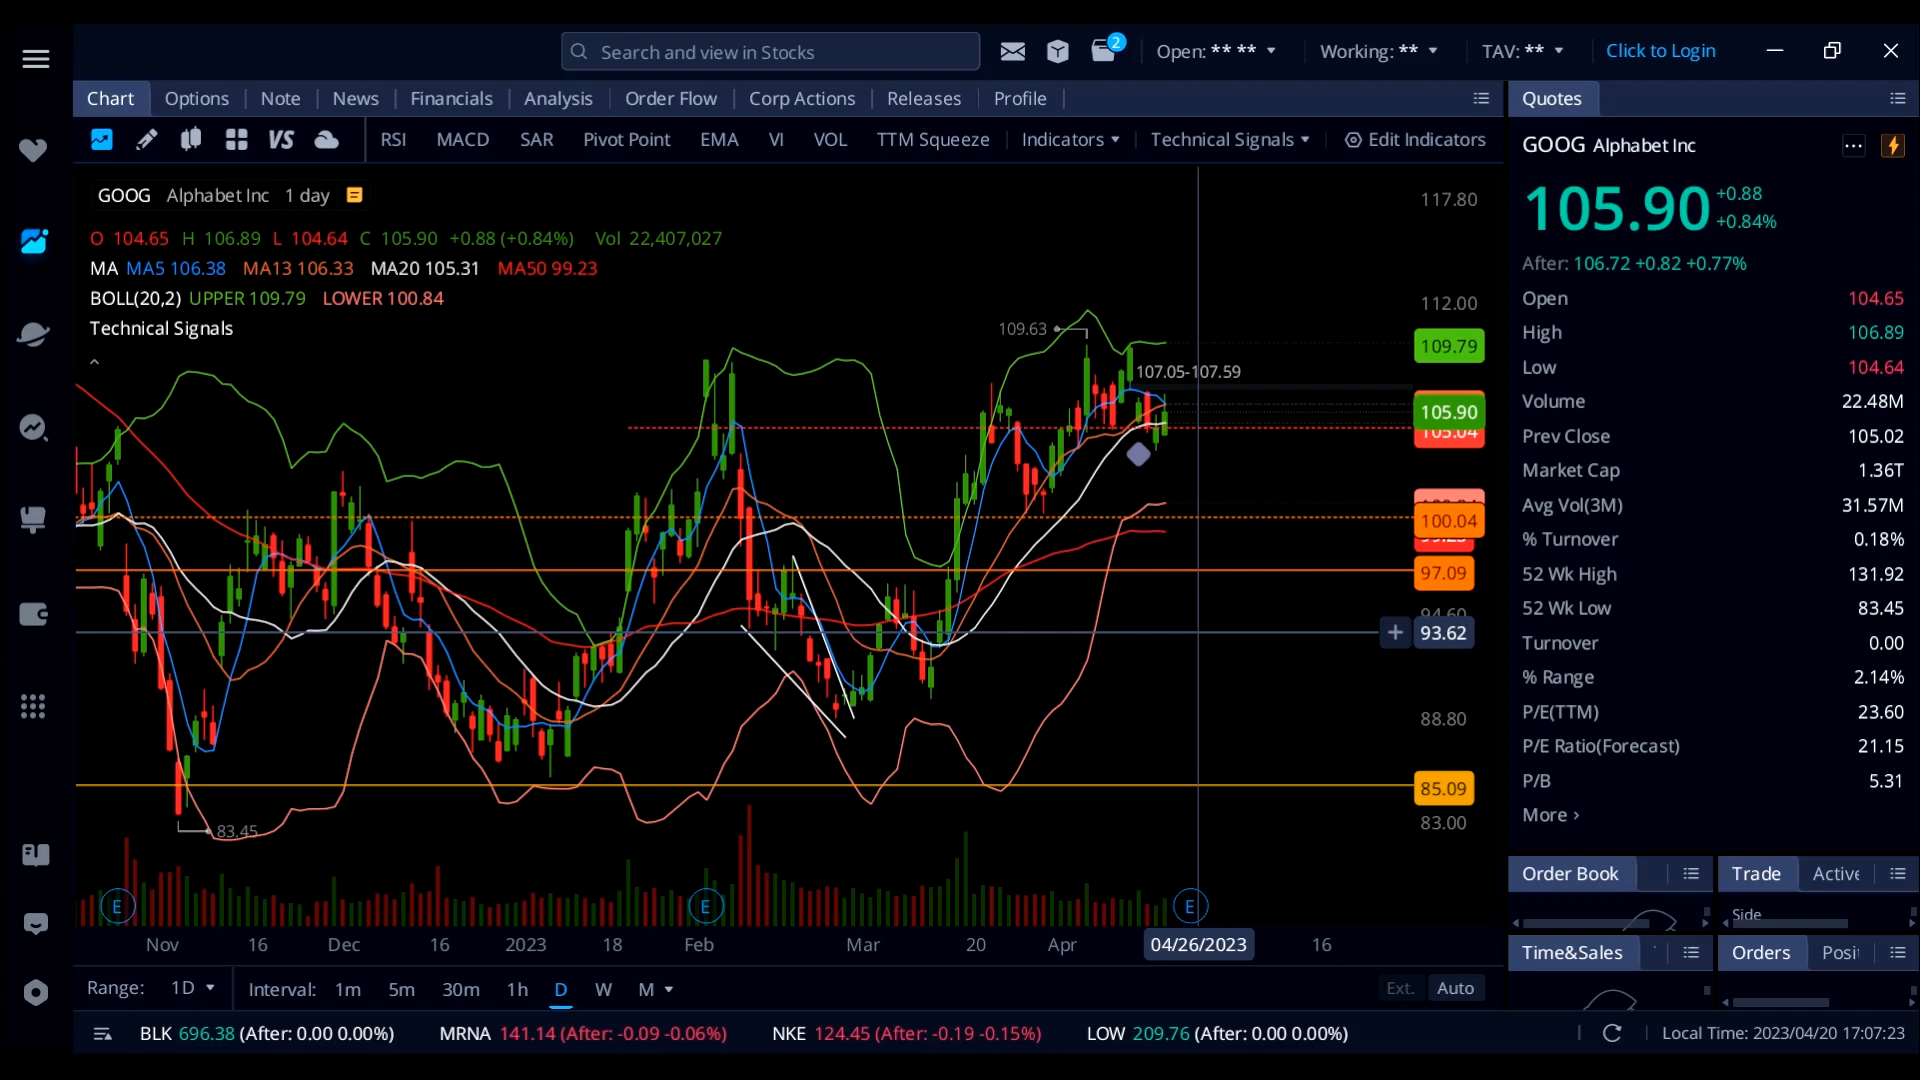 Search and view in Stocks
2
Open: ** **
Working: **
TAV: **
Click to Login
Chart
Options
Note
News
Financials
Analysis
Order Flow
Corp Actions
Releases
Profile
Quotes
VS
RSI
MACD
SAR
Pivot Point
EMA
VI
VOL
TTM Squeeze
Indicators
Technical Signals
Edit Indicators
GOOG Alphabet Inc
GOOG Alphabet Inc 1 day
105.90
+0.88
+0.84%
O 104.65 H 106.89 L 104.64 C 105.90 +0.88 (+0.84%) Vol 22,407,027
MA MA5 106.38 MA13 106.33 MA20 105.31 MA50 99.23
BOLL(20,2) UPPER 109.79 LOWER 100.84
Technical Signals
After: 106.72 +0.82 +0.77%
Open 104.65
High 106.89
Low 104.64
Volume 22.48M
Prev Close 105.02
Market Cap 1.36T
Avg Vol(3M) 31.57M
% Turnover 0.18%
52 Wk High 131.92
52 Wk Low 83.45
Turnover 0.00
% Range 2.14%
P/E(TTM) 23.60
P/E Ratio(Forecast) 21.15
P/B 5.31
More
117.80
112.00
109.79
109.63
107.05-107.59
105.90
105.04
100.04
97.09
93.62
88.80
85.09
83.00
83.45
E
E
E
Nov
16
Dec
16
2023
18
Feb
Mar
20
Apr
04/26/2023
16
Order Book
Trade
Side
Time&Sales
Orders
Range: 1D
Interval: 1m 5m 30m 1h D W M
Ext.
Auto
BLK 696.38 (After: 0.00 0.00%)
MRNA 141.14 (After: -0.09 -0.06%)
NKE 124.45 (After: -0.19 -0.15%)
LOW 209.76 (After: 0.00 0.00%)
Local Time: 2023/04/20 17:07:23